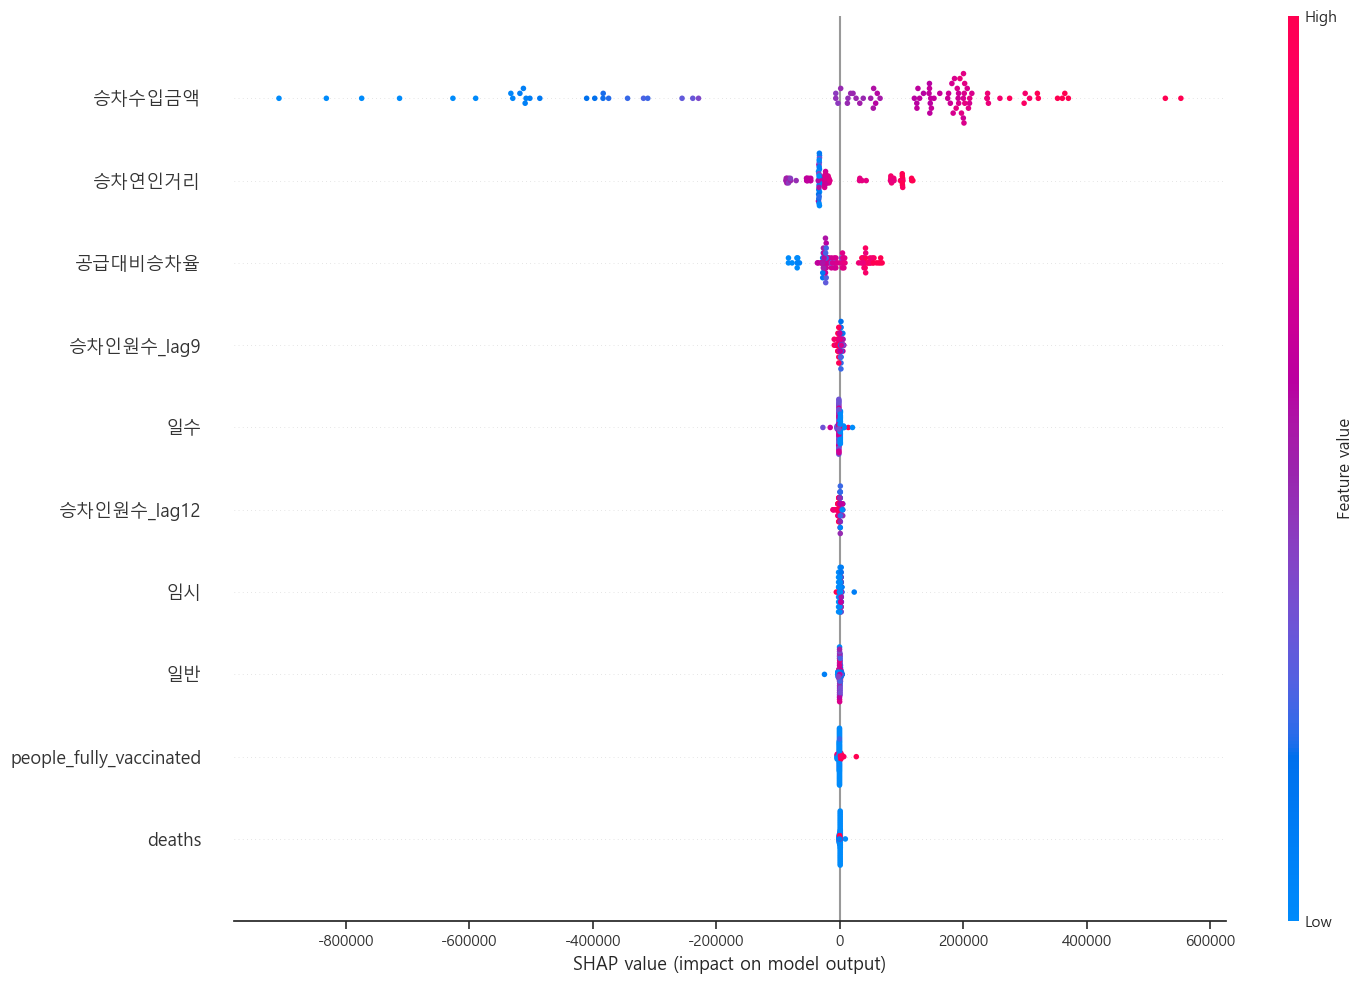 High
승차수입금액
승차연인거리
공급대비승차율
승차인원수_lag9
일수
승차인원수_lag12
임시
일반
people_fully_vaccinated
deaths
Feature value
Low
-800000 -600000 -400000 -200000 0 200000 400000 600000
SHAP value (impact on model output)